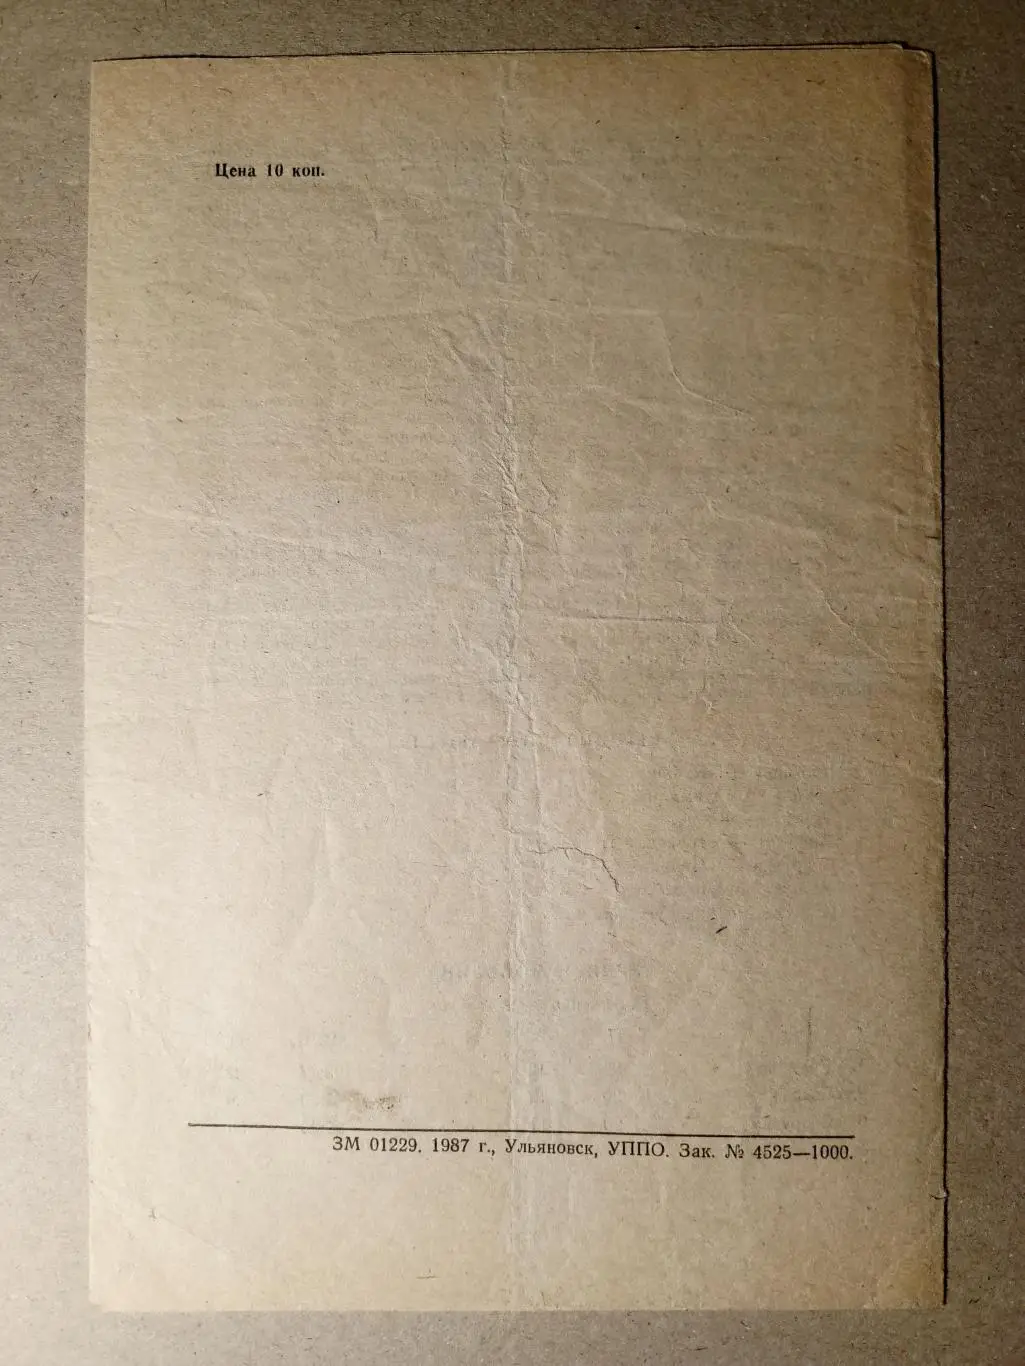 Цена 10 коп.
ЗМ 01229. 1987 г., Ульяновск, УППО. Зак. № 4525—1000.